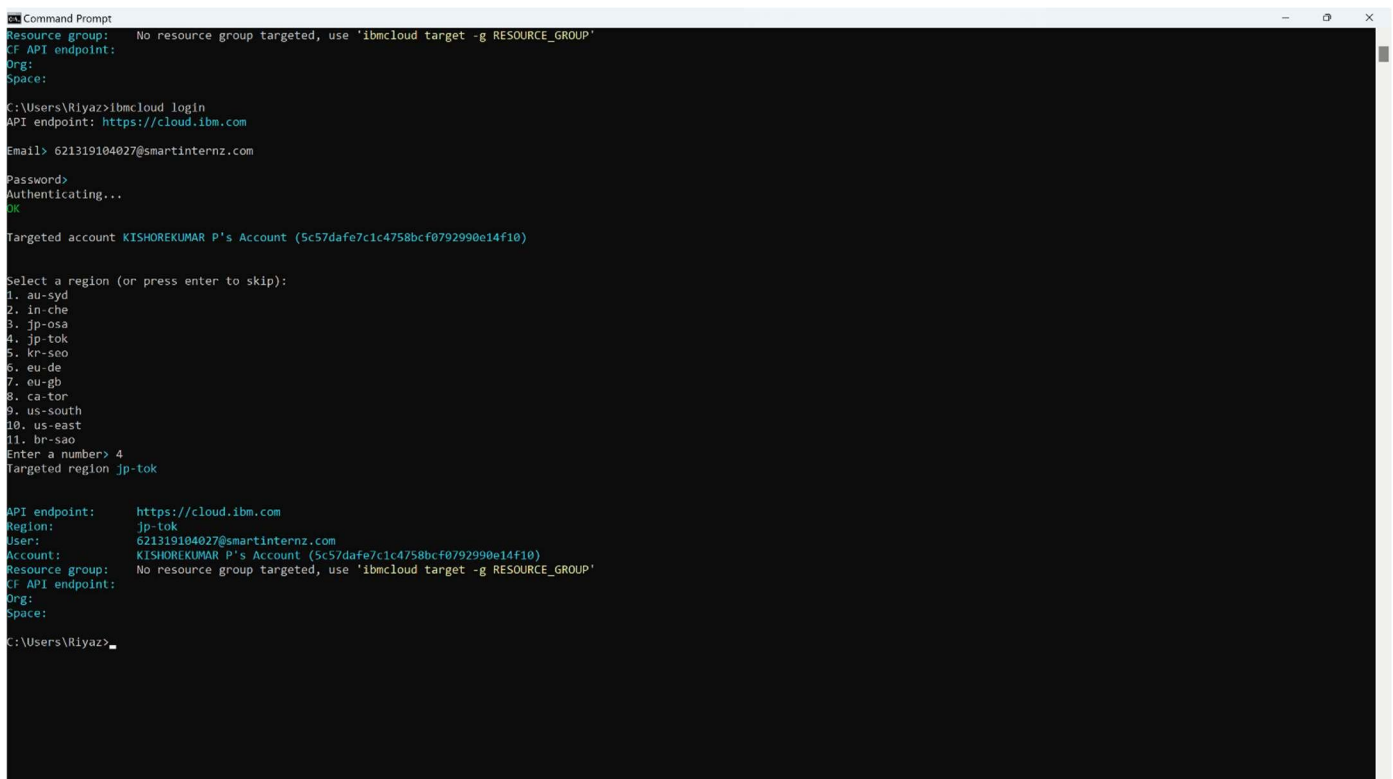 Command Prompt
Resource group: No resource group targeted, use 'ibmcloud target -g RESOURCE_GROUP'
CF API endpoint:
Org:
Space:
C:\Users\Riyaz>ibmcloud login
API endpoint: https://cloud.ibm.com
Email> 621319104027@smartinternz.com
Password>
Authenticating...
OK
Targeted account KISHOREKUMAR P's Account (5c57dafe7c1c4758bcf0792990e14f10)
Select a region (or press enter to skip):
1. au-syd
2. in-che
3. jp-osa
4. jp-tok
5. kr-seo
6. eu-de
7. eu-gb
8. ca-tor
9. us-south
10. us-east
11. br-sao
Enter a number> 4
Targeted region jp-tok
API endpoint: https://cloud.ibm.com
Region: jp-tok
User: 621319104027@smartinternz.com
Account: KISHOREKUMAR P's Account (5c57dafe7c1c4758bcf0792990e14f10)
Resource group: No resource group targeted, use 'ibmcloud target -g RESOURCE_GROUP'
CF API endpoint:
Org:
Space:
C:\Users\Riyaz>